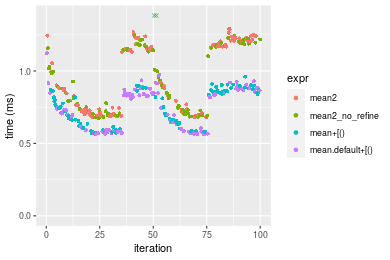 1.0
0.5
0.0
time (ms)
0
25
50
75
100
iteration
expr
mean2
mean2_no_refine
mean+[()
mean.default+[()